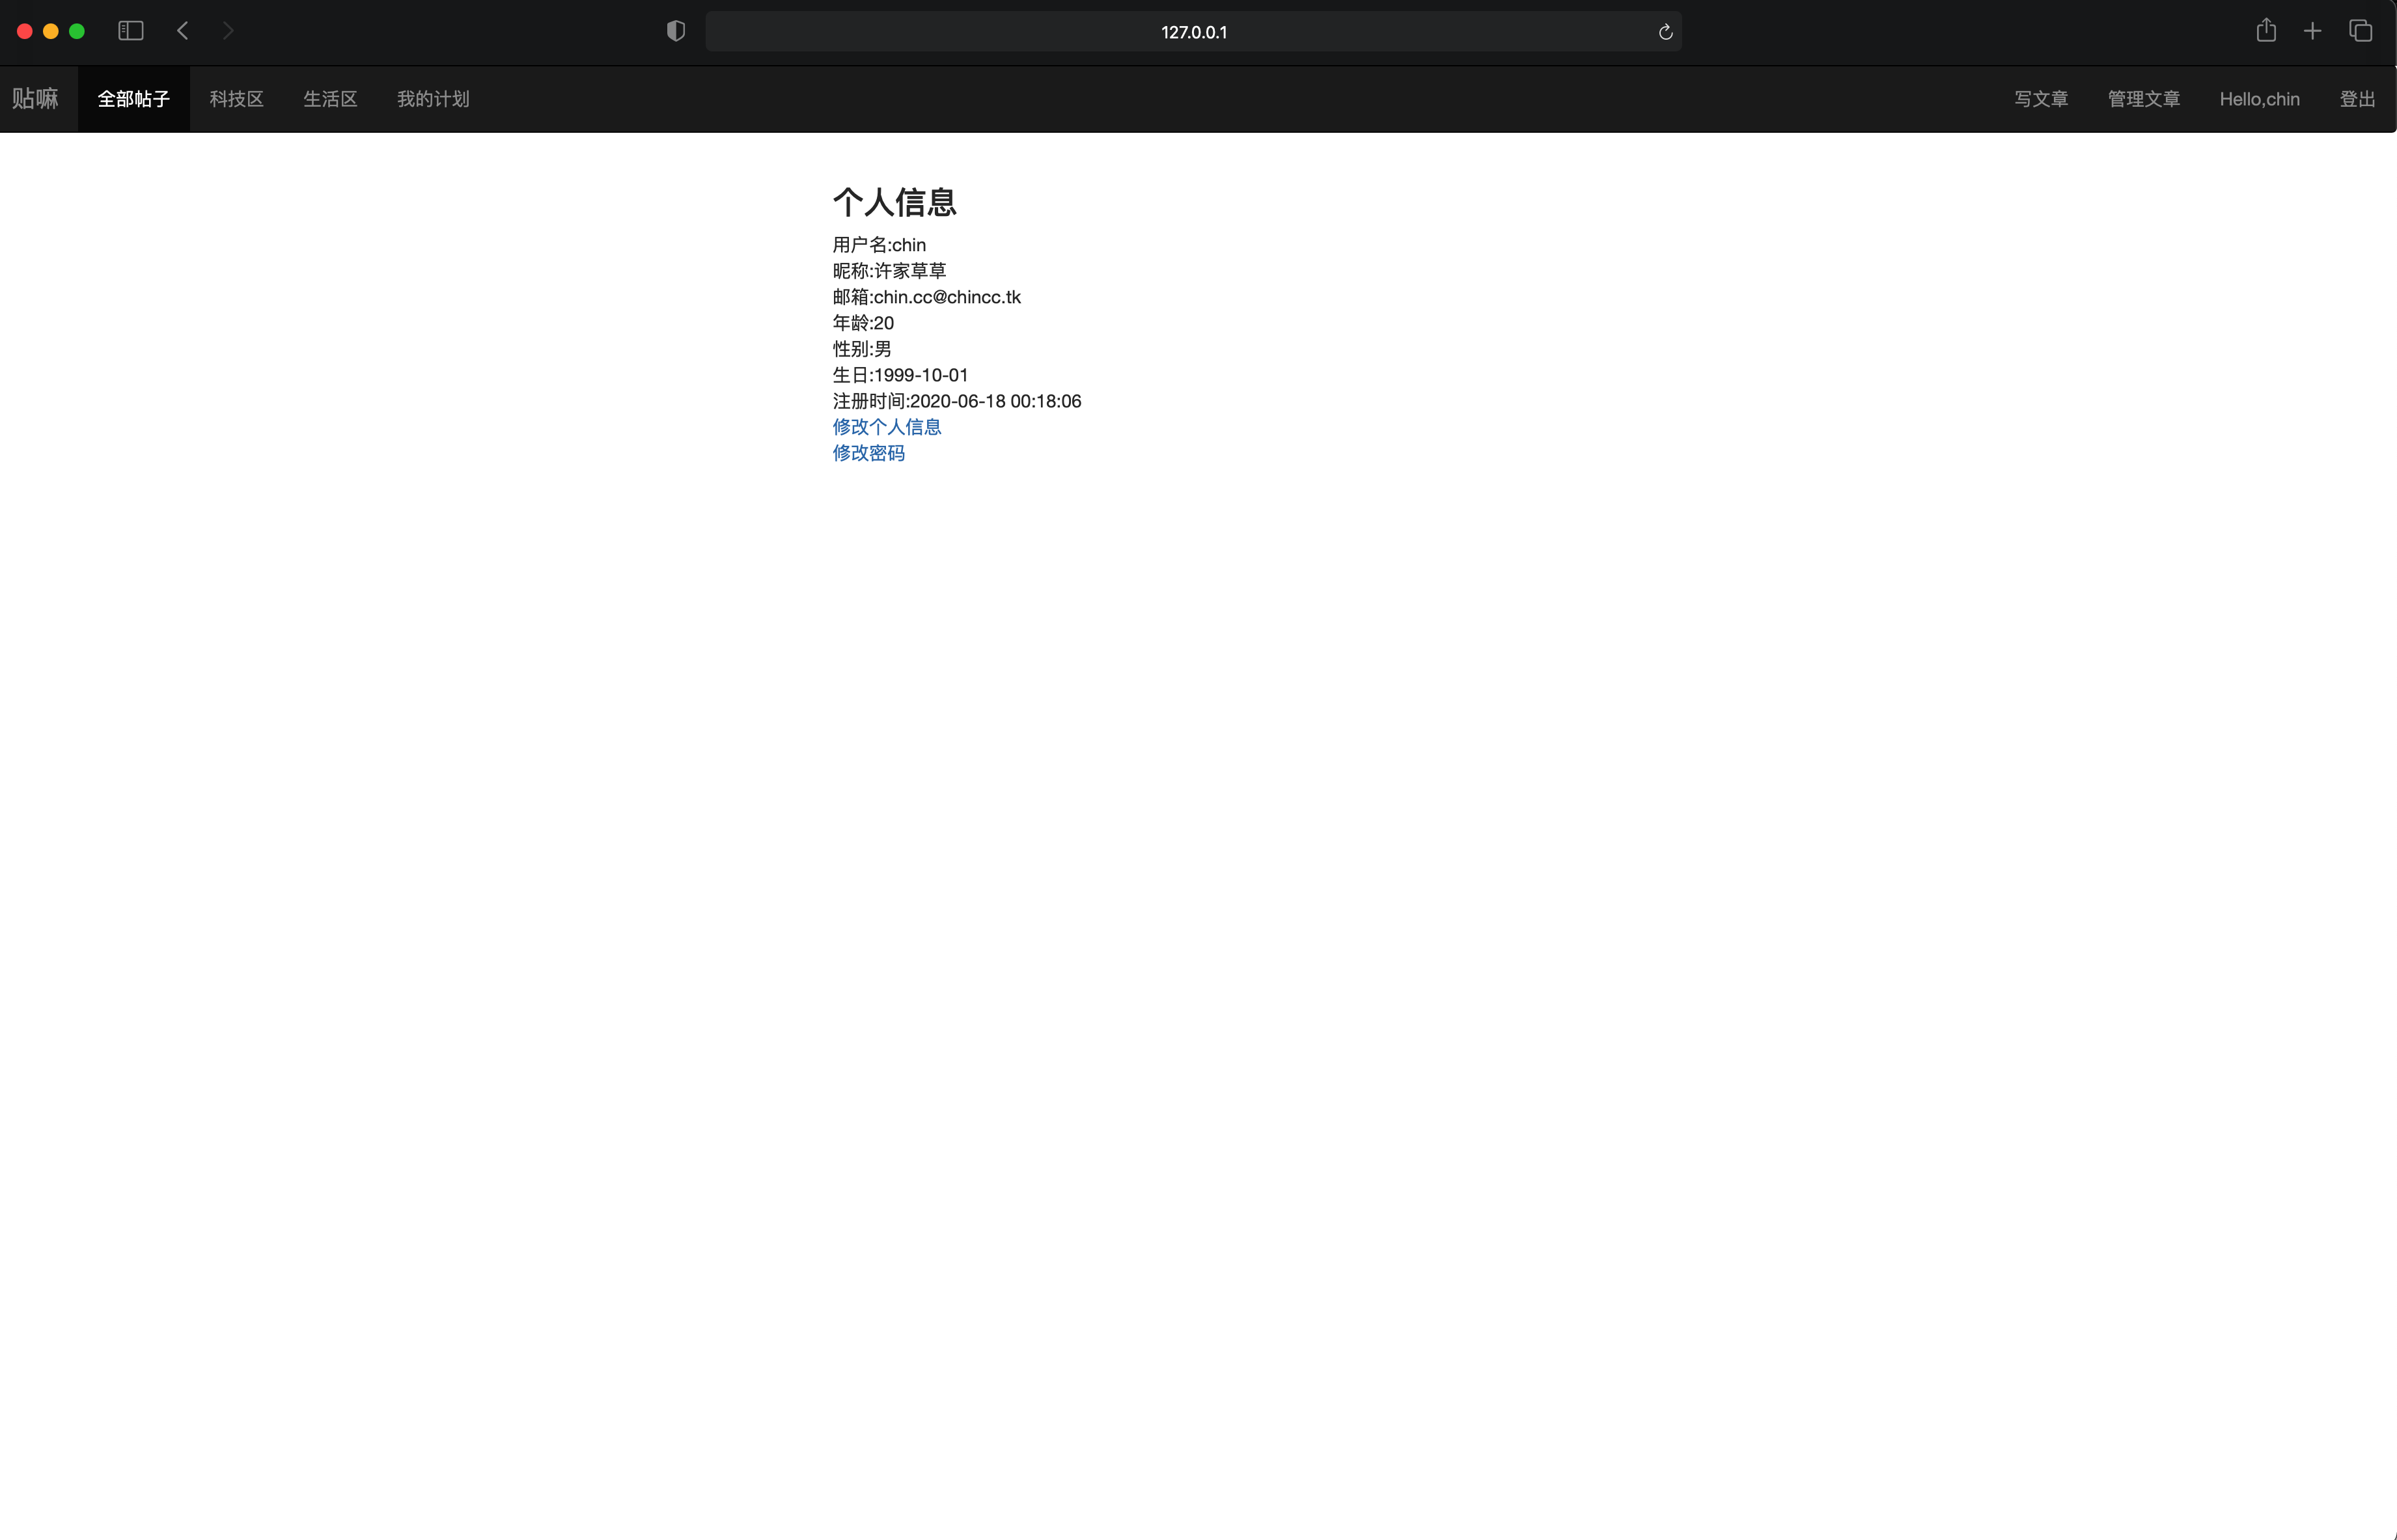 127.0.0.1
贴嘛 全部帖子 科技区 生活区 我的计划 写文章 管理文章 Hello,chin 登出
个人信息
用户名:chin
昵称:许家草草
邮箱:chin.cc@chincc.tk
年龄:20
性别:男
生日:1999-10-01
注册时间:2020-06-18 00:18:06
修改个人信息
修改密码